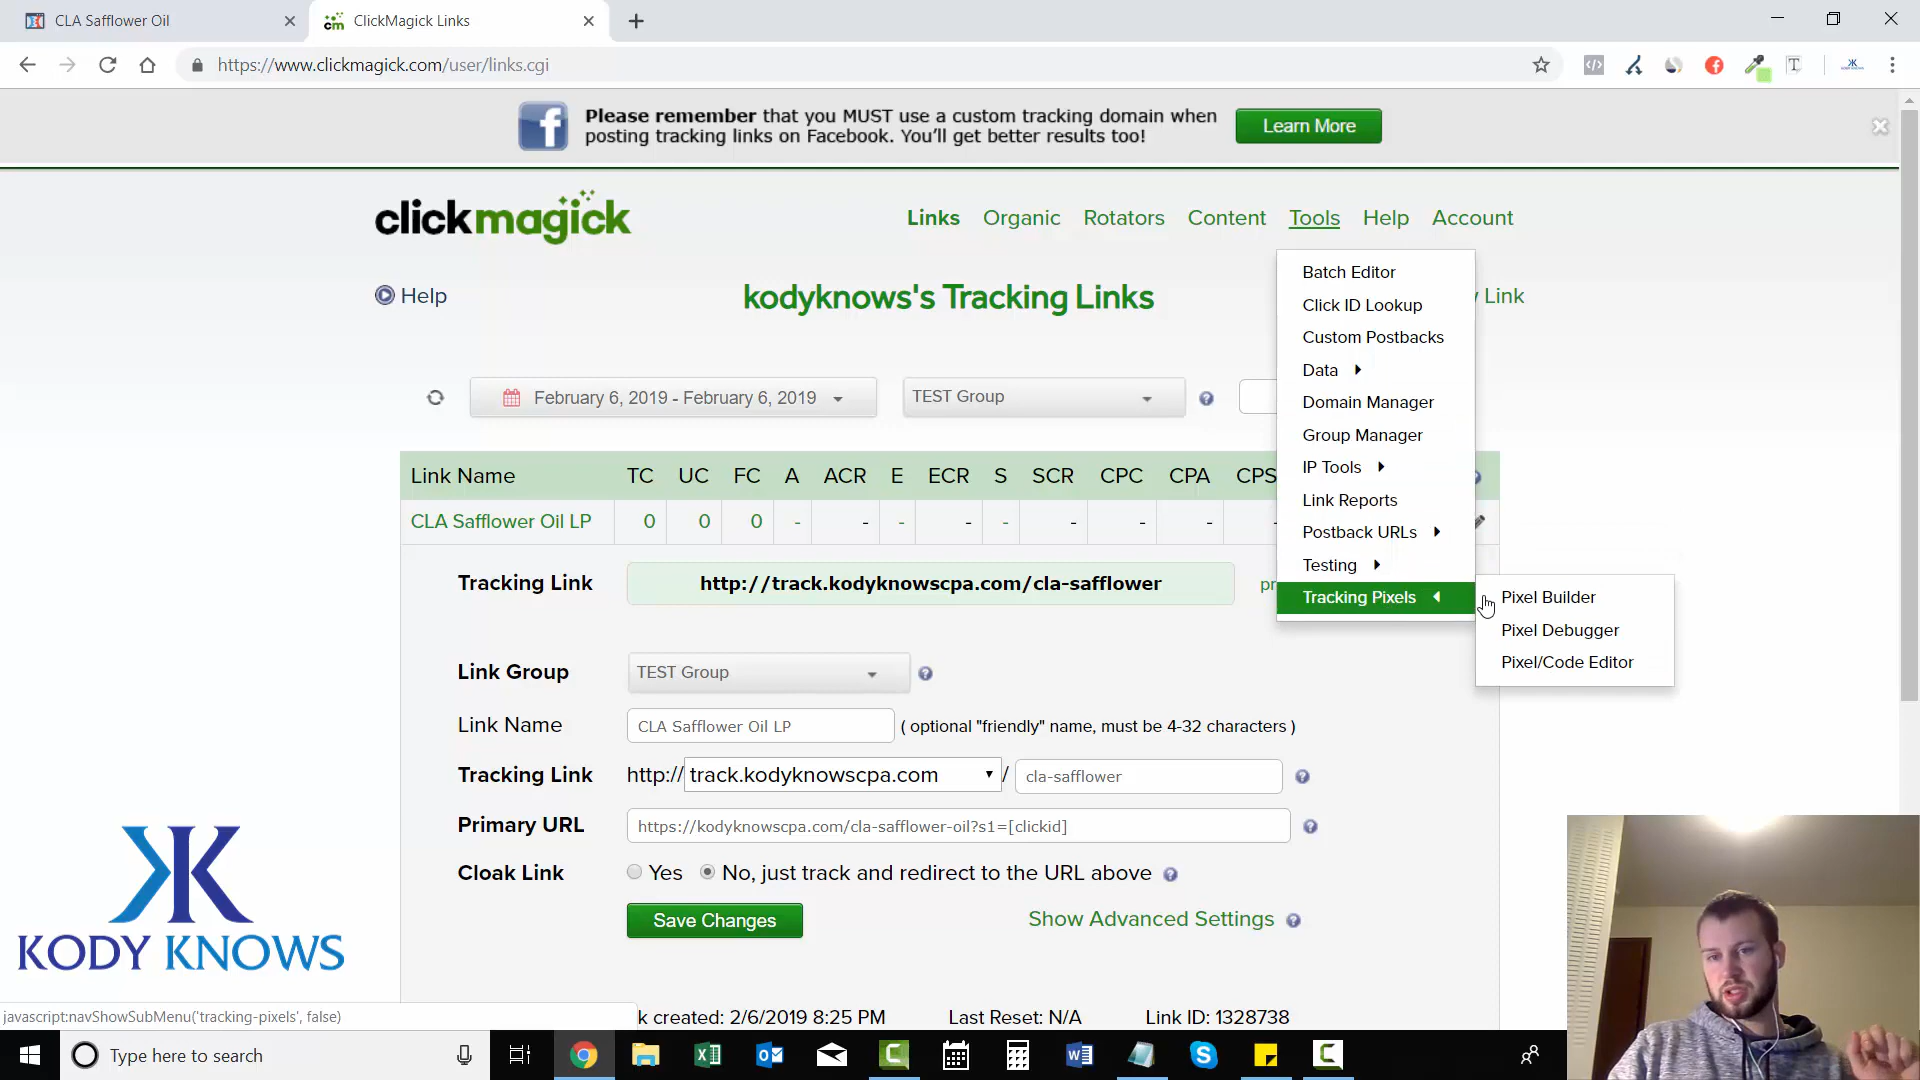 CLA Safflower Oil
cm ClickMagick Links
https://www.clickmagick.com/user/links.cgi
Please remember that you MUST use a custom tracking domain when
posting tracking links on Facebook. You'll get better results too!
Learn More
clickmagick
Links Organic Rotators Content Tools Help Account
Help
kodyknows's Tracking Links
Link
Batch Editor
Click ID Lookup
Custom Postbacks
Data
Domain Manager
Group Manager
IP Tools
Link Reports
Postback URLs
Testing
Tracking Pixels
Pixel Builder
Pixel Debugger
Pixel/Code Editor
February 6, 2019 - February 6, 2019
TEST Group
Link Name TC UC FC A ACR E ECR S SCR CPC CPA CPS
CLA Safflower Oil LP 0 0 0 - - - - - - - - -
Tracking Link http://track.kodyknowscpa.com/cla-safflower pr
Link Group TEST Group
Link Name CLA Safflower Oil LP ( optional "friendly" name, must be 4-32 characters )
Tracking Link http:// track.kodyknowscpa.com / cla-safflower
Primary URL https://kodyknowscpa.com/cla-safflower-oil?s1=[clickid]
Cloak Link Yes No, just track and redirect to the URL above
Save Changes Show Advanced Settings
k created: 2/6/2019 8:25 PM Last Reset: N/A Link ID: 1328738
KK
KODY KNOWS
javascript:navShowSubMenu('tracking-pixels', false)
Type here to search